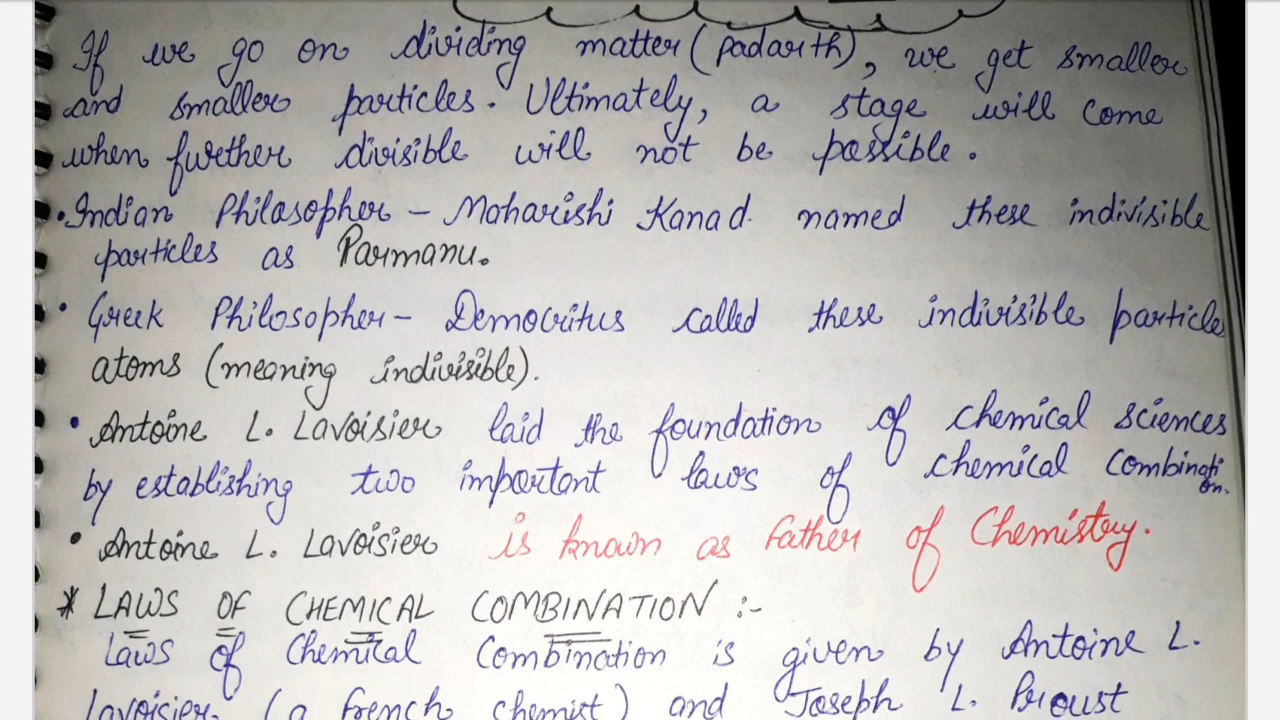 If we go on dividing matter (padarth), we get smaller
and smaller particles. Ultimately, a stage will come
when further divisible will not be possible.
• Indian Philosopher - Maharishi Kanad named these indivisible
particles as Parmanu.
• Greek Philosopher - Democritus called these indivisible particle
atoms (meaning indivisible).
• Antoine L. Lavoisier laid the foundation of chemical sciences
by establishing two important laws of chemical combination.
• Antoine L. Lavoisier is known as Father of Chemistry.
* LAWS OF CHEMICAL COMBINATION :-
Laws of Chemical Combination is given by Antoine L.
Lavoisier. (a french chemist) and Joseph L. Proust